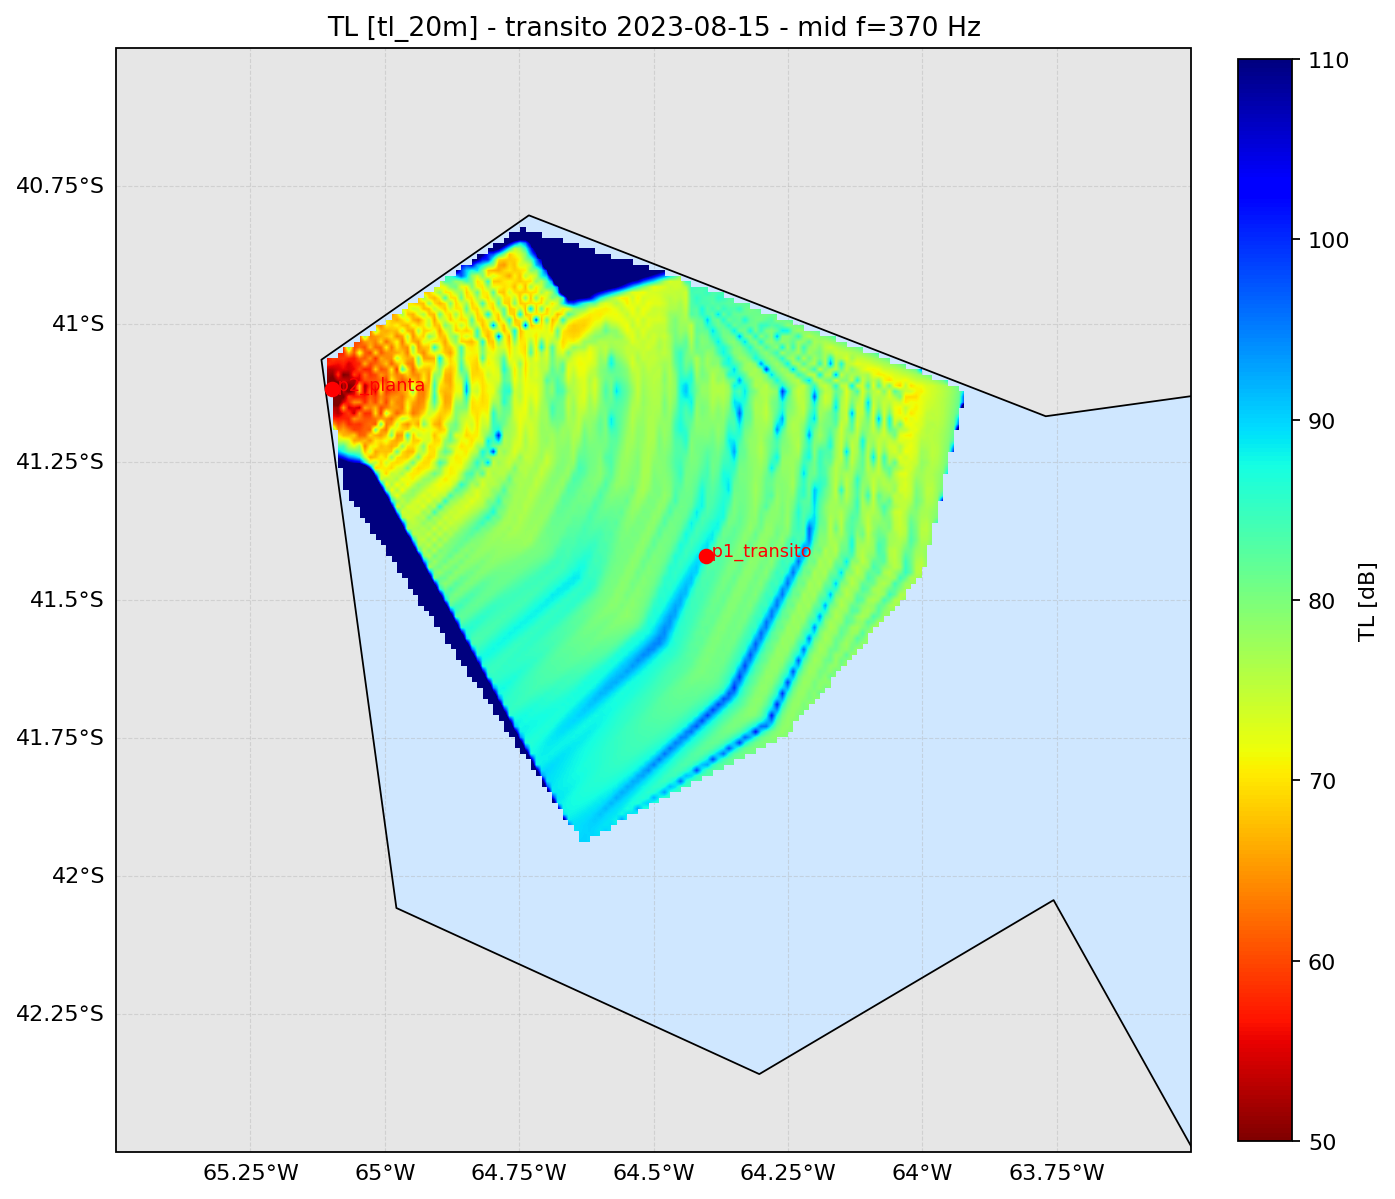 TL [tl_20m] - transito 2023-08-15 - mid f=370 Hz
110
40.75°S
100
41°S
p2_planta
90
41.25°S
p1_transito
41.5°S
80
TL [dB]
41.75°S
70
42°S
60
42.25°S
50
65.25°W 65°W 64.75°W 64.5°W 64.25°W 64°W 63.75°W